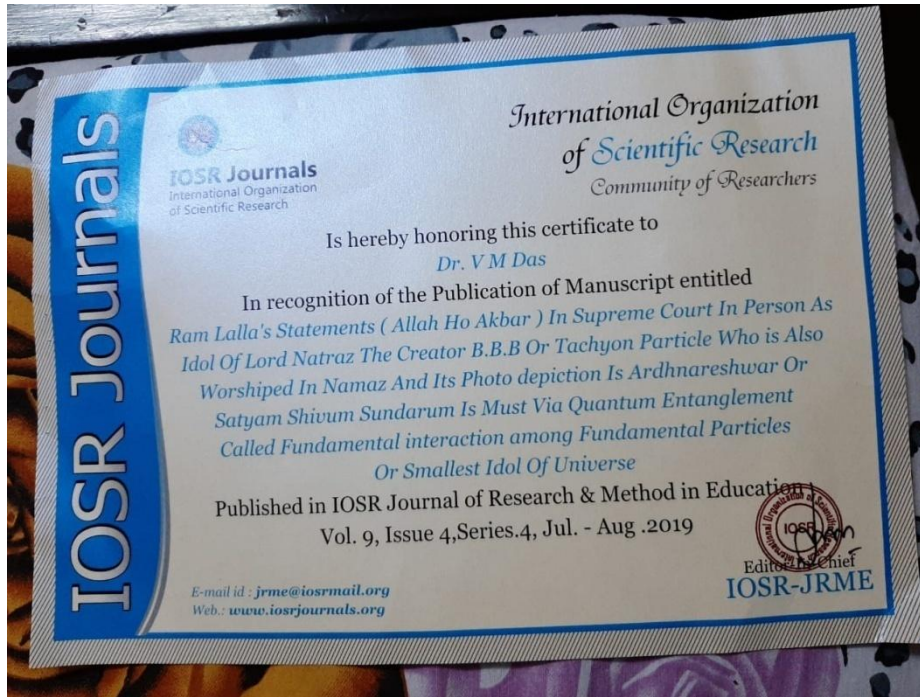 IOSR Journals
IOSR Journals
International Organization
of Scientific Research
International Organization
of Scientific Research
Community of Researchers
Is hereby honoring this certificate to
Dr. V M Das
In recognition of the Publication of Manuscript entitled
Ram Lalla's Statements ( Allah Ho Akbar ) In Supreme Court In Person As
Idol Of Lord Natraz The Creator B.B.B Or Tachyon Particle Who is Also
Worshiped In Namaz And Its Photo depiction Is Ardhnareshwar Or
Satyam Shivum Sundarum Is Must Via Quantum Entanglement
Called Fundamental interaction among Fundamental Particles
Or Smallest Idol Of Universe
Published in IOSR Journal of Research & Method in Education
Vol. 9, Issue 4,Series.4, Jul. - Aug .2019
IOSR
Editor In Chief
IOSR-JRME
E-mail id : jrme@iosrmail.org
Web.: www.iosrjournals.org